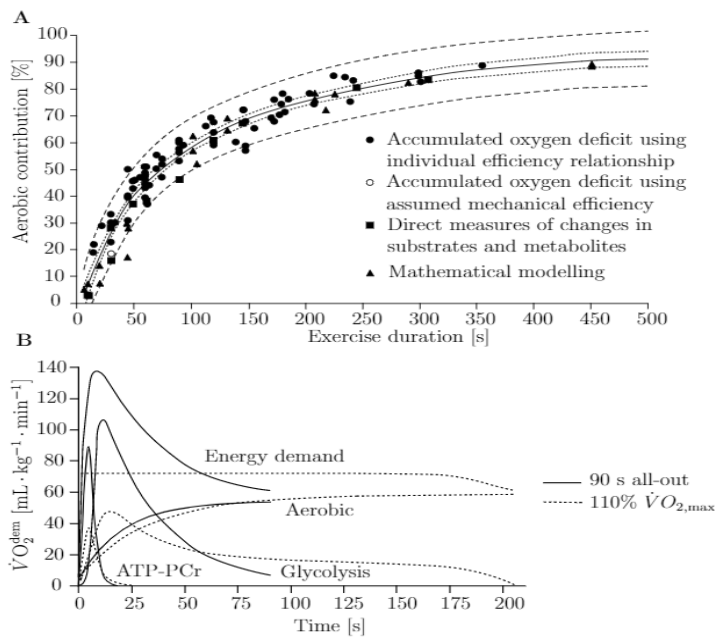 A
Aerobic contribution [%]
100
90
80
70
60
50
40
30
20
10
0
0
50
100
150
200
250
300
350
400
450
500
Exercise duration [s]
Accumulated oxygen deficit using
individual efficiency relationship
Accumulated oxygen deficit using
assumed mechanical efficiency
Direct measures of changes in
substrates and metabolites
Mathematical modelling
B
V̇O₂ᵈᵉᵐ [mL · kg⁻¹ · min⁻¹]
140
120
100
80
60
40
20
0
Energy demand
Aerobic
ATP-PCr
Glycolysis
0
25
50
75
100
125
150
175
200
Time [s]
90 s all-out
110% V̇O₂,max